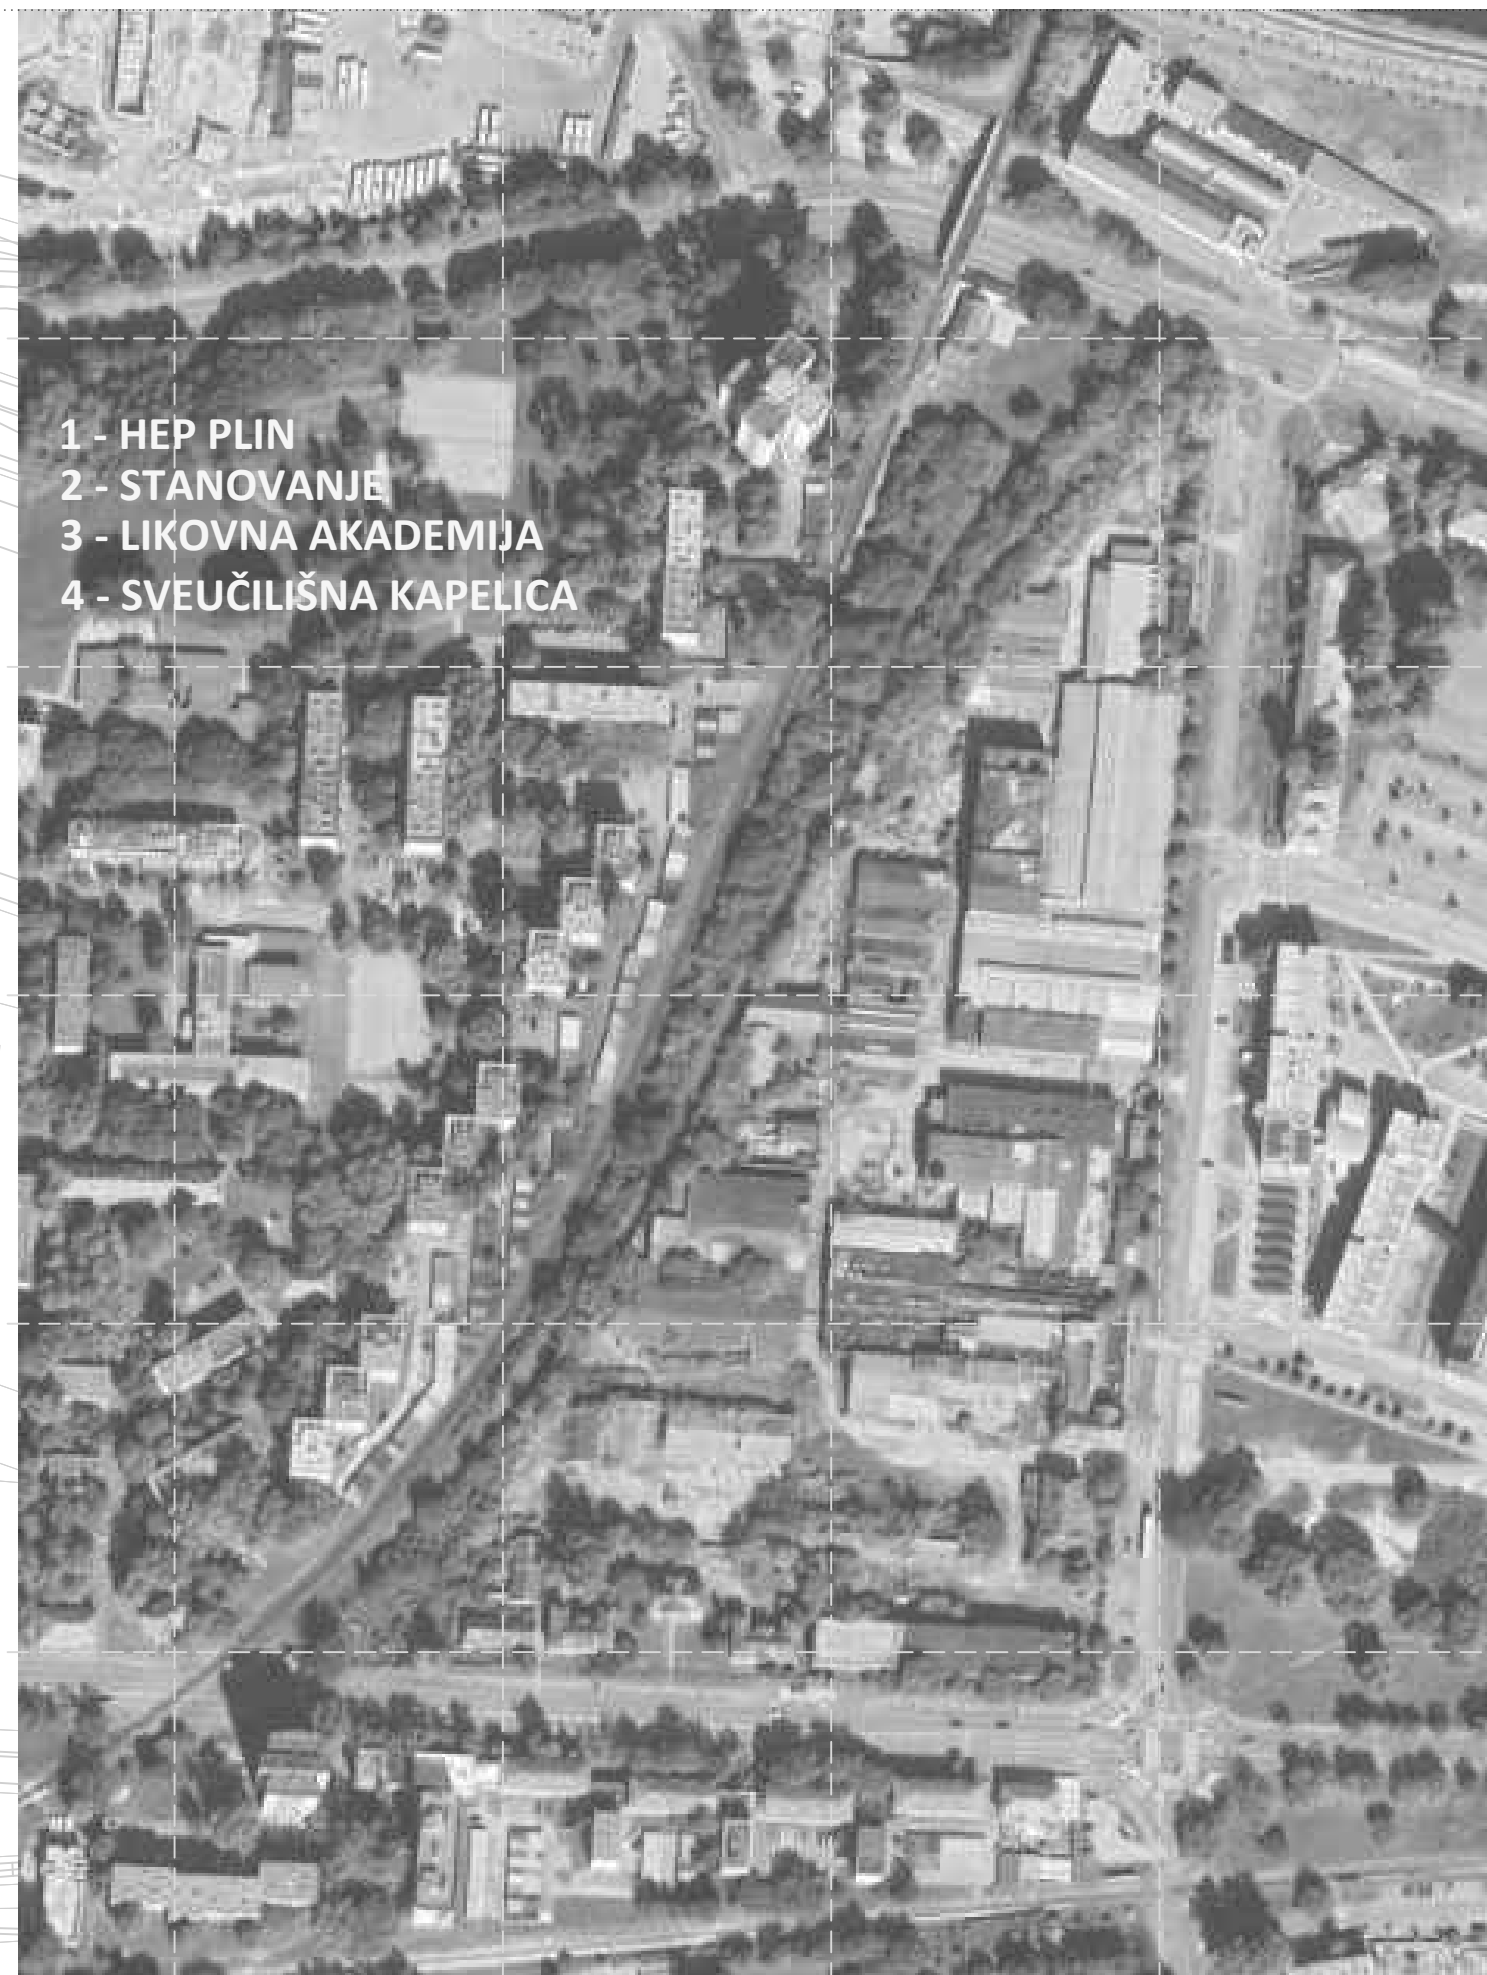 1 - HEP PLIN
2 - STANOVANJE
3 - LIKOVNA AKADEMIJA
4 - SVEUČILIŠNA KAPELICA